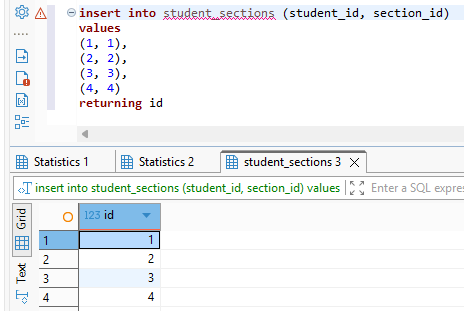 insert into student_sections (student_id, section_id)
values
(1, 1),
(2, 2),
(3, 3),
(4, 4)
returning id
Statistics 1
Statistics 2
student_sections 3
insert into student_sections (student_id, section_id) values
Enter a SQL expre
Grid
Text
123 id
1 1
2 2
3 3
4 4